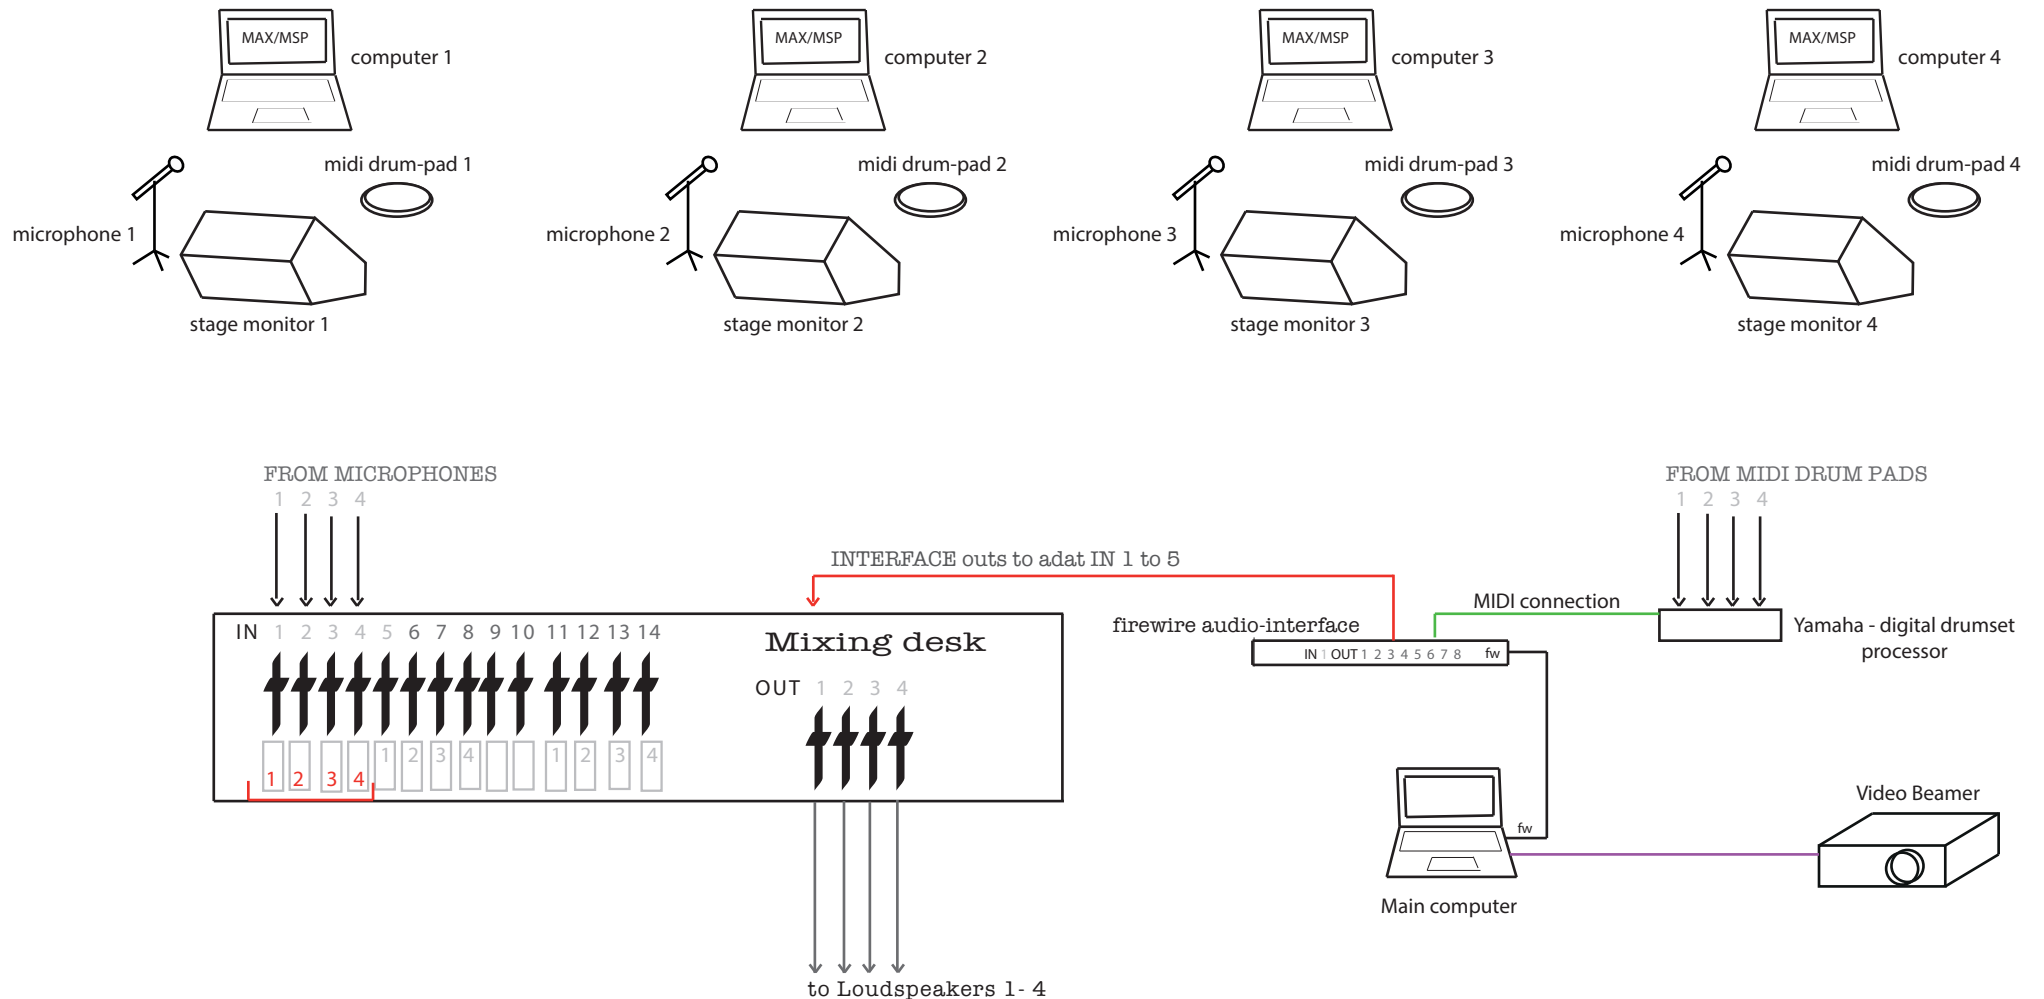 MAX/MSP
computer 1
MAX/MSP
computer 2
MAX/MSP
computer 3
MAX/MSP
computer 4
midi drum-pad 1
midi drum-pad 2
midi drum-pad 3
midi drum-pad 4
microphone 1
microphone 2
microphone 3
microphone 4
stage monitor 1
stage monitor 2
stage monitor 3
stage monitor 4
FROM MICROPHONES
1 2 3 4
FROM MIDI DRUM PADS
1 2 3 4
INTERFACE outs to adat IN 1 to 5
MIDI connection
firewire audio-interface
IN 1 OUT 1 2 3 4 5 6 7 8 fw
Yamaha - digital drumset
processor
IN 1 2 3 4 5 6 7 8 9 10 11 12 13 14
Mixing desk
OUT 1 2 3 4
1 2 3 4 1 2 3 4 1 2 3 4
fw
Main computer
Video Beamer
to Loudspeakers 1- 4